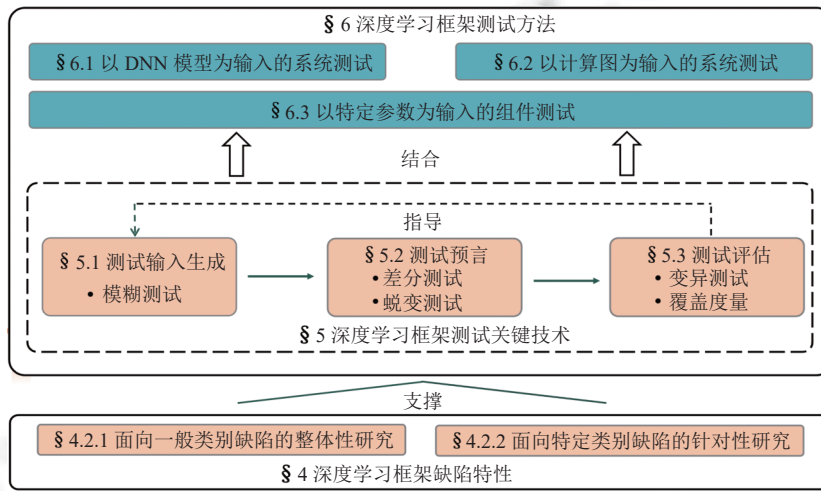 § 6 深度学习框架测试方法
§ 6.1 以 DNN 模型为输入的系统测试
§ 6.2 以计算图为输入的系统测试
§ 6.3 以特定参数为输入的组件测试
结合
指导
§ 5.1 测试输入生成
• 模糊测试
§ 5.2 测试预言
• 差分测试
• 蜕变测试
§ 5.3 测试评估
• 变异测试
• 覆盖度量
§ 5 深度学习框架测试关键技术
支撑
§ 4.2.1 面向一般类别缺陷的整体性研究
§ 4.2.2 面向特定类别缺陷的针对性研究
§ 4 深度学习框架缺陷特性